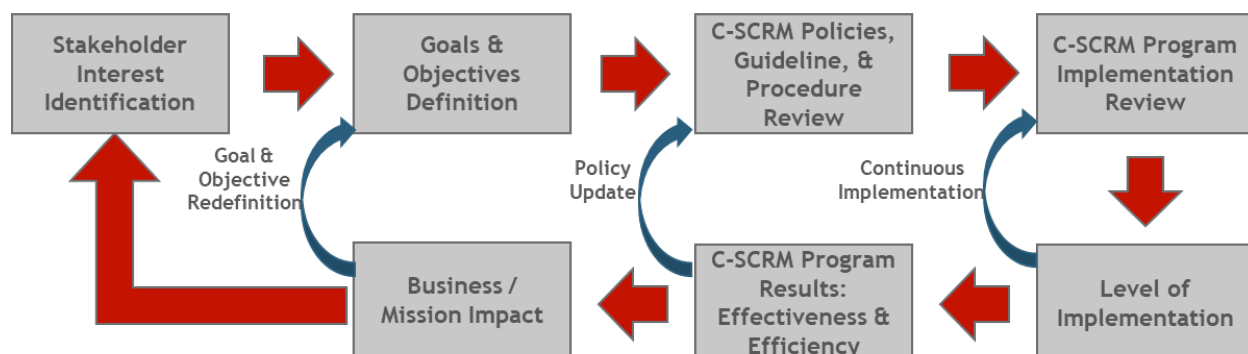 Stakeholder
Interest
Identification
Goals &
Objectives
Definition
C-SCRM Policies,
Guideline, &
Procedure
Review
C-SCRM Program
Implementation
Review
Goal &
Objective
Redefinition
Policy
Update
Continuous
Implementation
Business /
Mission Impact
C-SCRM Program
Results:
Effectiveness &
Efficiency
Level of
Implementation